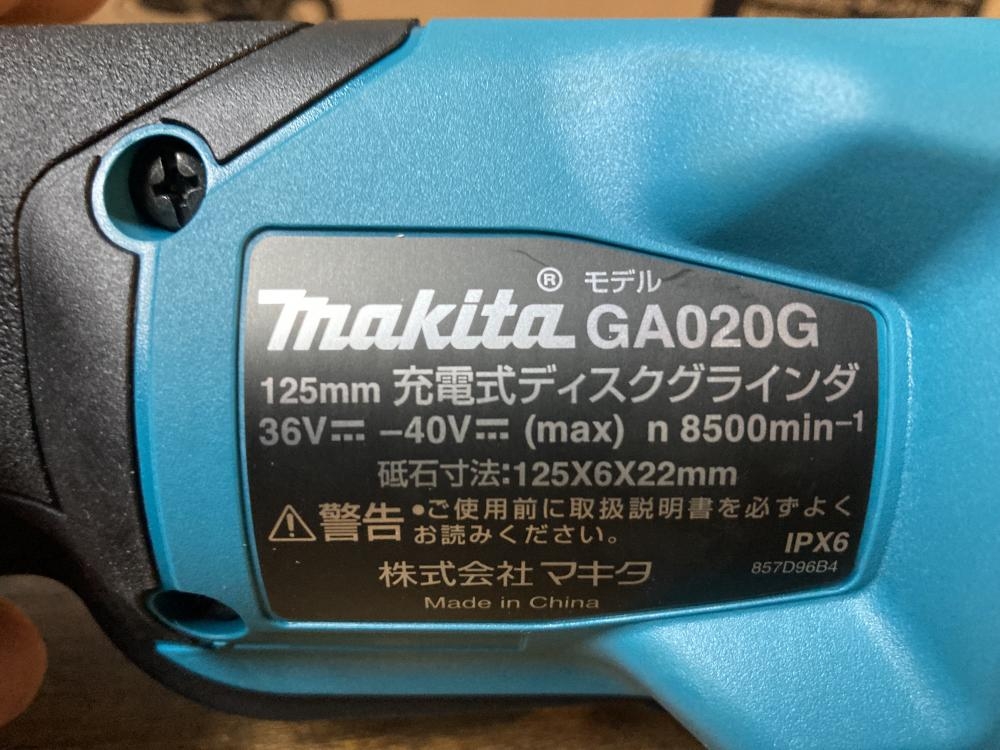 makita® モデル GA020G
125mm 充電式ディスクグラインダ
36V⎓ –40V⎓ (max) n 8500min–1
砥石寸法:125X6X22mm
⚠警告 •ご使用前に取扱説明書を必ずよく
お読みください。
IPX6
857D96B4
株式会社 マキタ
Made in China